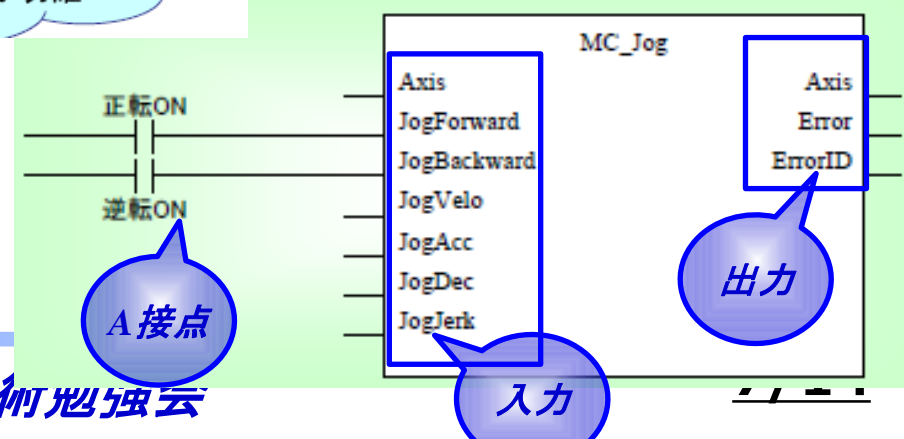 MC_Jog
正転ON
逆転ON
Axis
JogForward
JogBackward
JogVelo
JogAcc
JogDec
JogJerk
Axis
Error
ErrorID
A接点
入力
出力
術勉強会